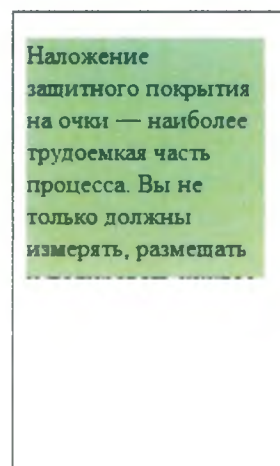 Наложение
защитного покрытия
на очки — наиболее
трудоемкая часть
процесса. Вы не
только должны
измерять, размещать